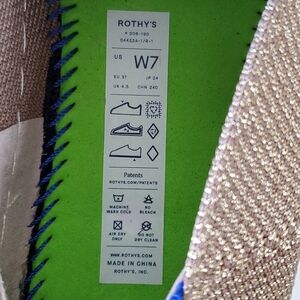 ROTHY'S
US W7
EU 37 JP 24
UK 4.5 CHN 240
Patents
ROTHYS.COM/PATENTS
MACHINE NO
WASH COLD BLEACH
AIR DRY DO NOT
ONLY DRY CLEAN
WWW.ROTHYS.COM
MADE IN CHINA
ROTHY'S, INC.